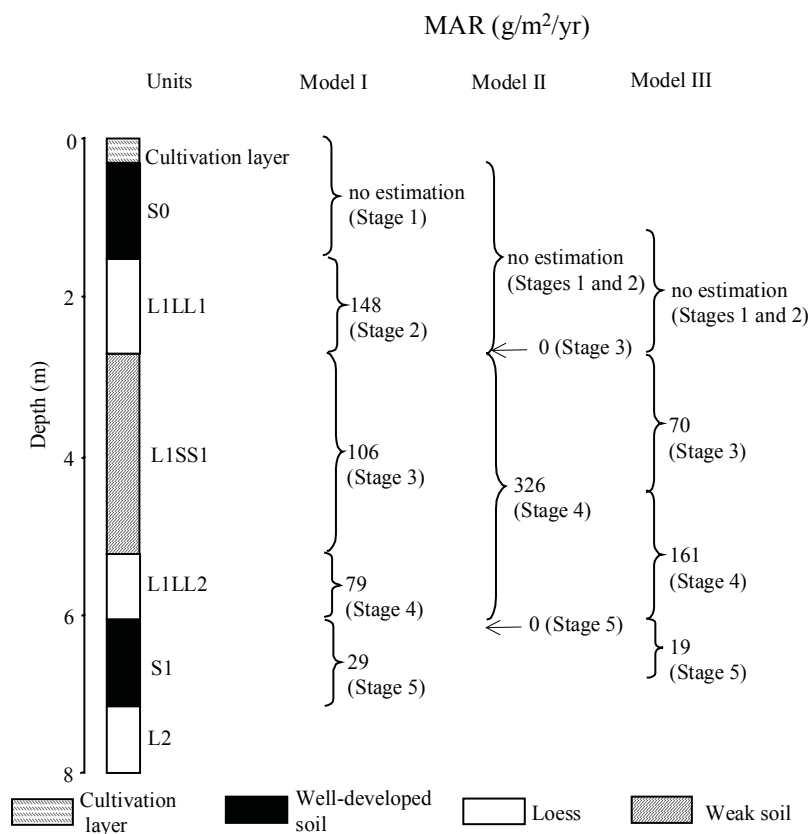 MAR (g/m²/yr)
Units
Model I
Model II
Model III
Depth (m)
0
2
4
6
8
Cultivation layer
S0
L1LL1
L1SS1
L1LL2
S1
L2
no estimation
(Stage 1)
148
(Stage 2)
106
(Stage 3)
79
(Stage 4)
29
(Stage 5)
no estimation
(Stages 1 and 2)
0 (Stage 3)
326
(Stage 4)
0 (Stage 5)
no estimation
(Stages 1 and 2)
70
(Stage 3)
161
(Stage 4)
19
(Stage 5)
Cultivation
layer
Well-developed
soil
Loess
Weak soil